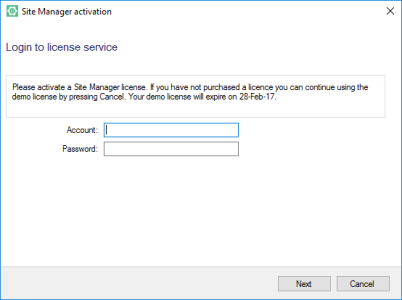 Site Manager activation
Login to license service
Please activate a Site Manager license. If you have not purchased a licence you can continue using the
demo license by pressing Cancel. Your demo license will expire on 28-Feb-17.
Account:
Password:
Next Cancel